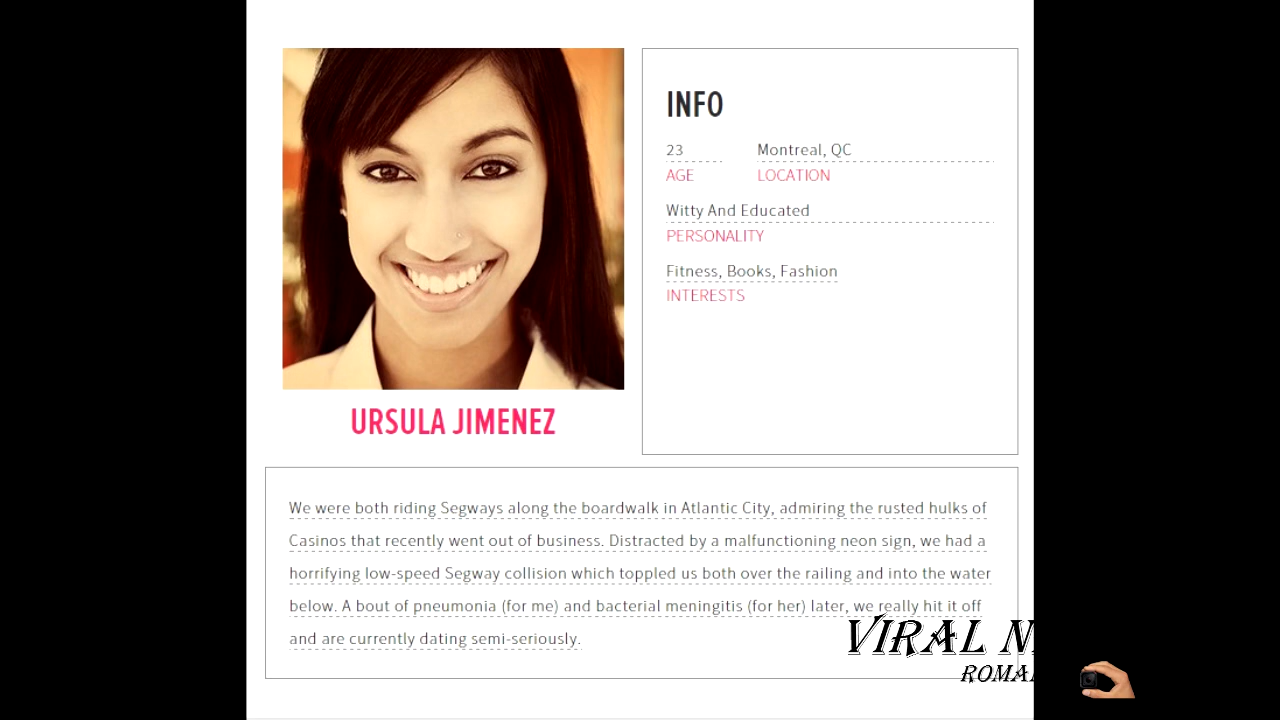 INFO
23 Montreal, QC
AGE LOCATION
Witty And Educated
PERSONALITY
Fitness, Books, Fashion
INTERESTS
URSULA JIMENEZ
We were both riding Segways along the boardwalk in Atlantic City, admiring the rusted hulks of
Casinos that recently went out of business. Distracted by a malfunctioning neon sign, we had a
horrifying low-speed Segway collision which toppled us both over the railing and into the water
below. A bout of pneumonia (for me) and bacterial meningitis (for her) later, we really hit it off
and are currently dating semi-seriously.
VIRAL